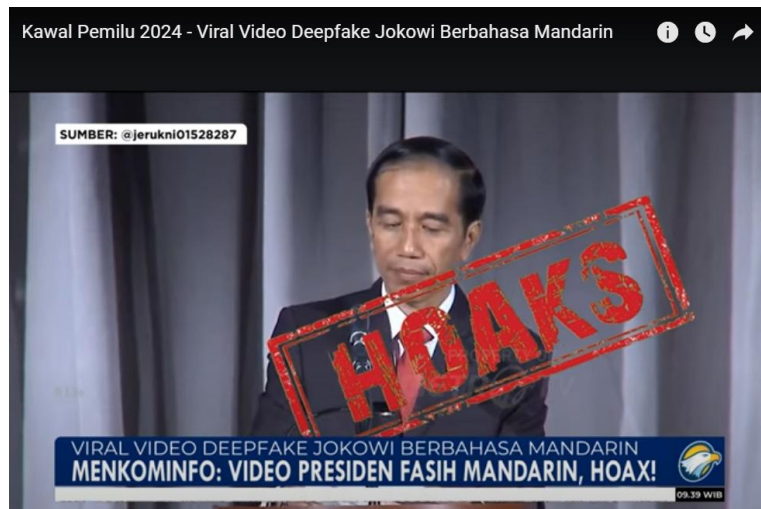 Kawal Pemilu 2024 - Viral Video Deepfake Jokowi Berbahasa Mandarin
SUMBER: @jerukni01528287
HOAKS
VIRAL VIDEO DEEPFAKE JOKOWI BERBAHASA MANDARIN
MENKOMINFO: VIDEO PRESIDEN FASIH MANDARIN, HOAX!
09.39 WIB